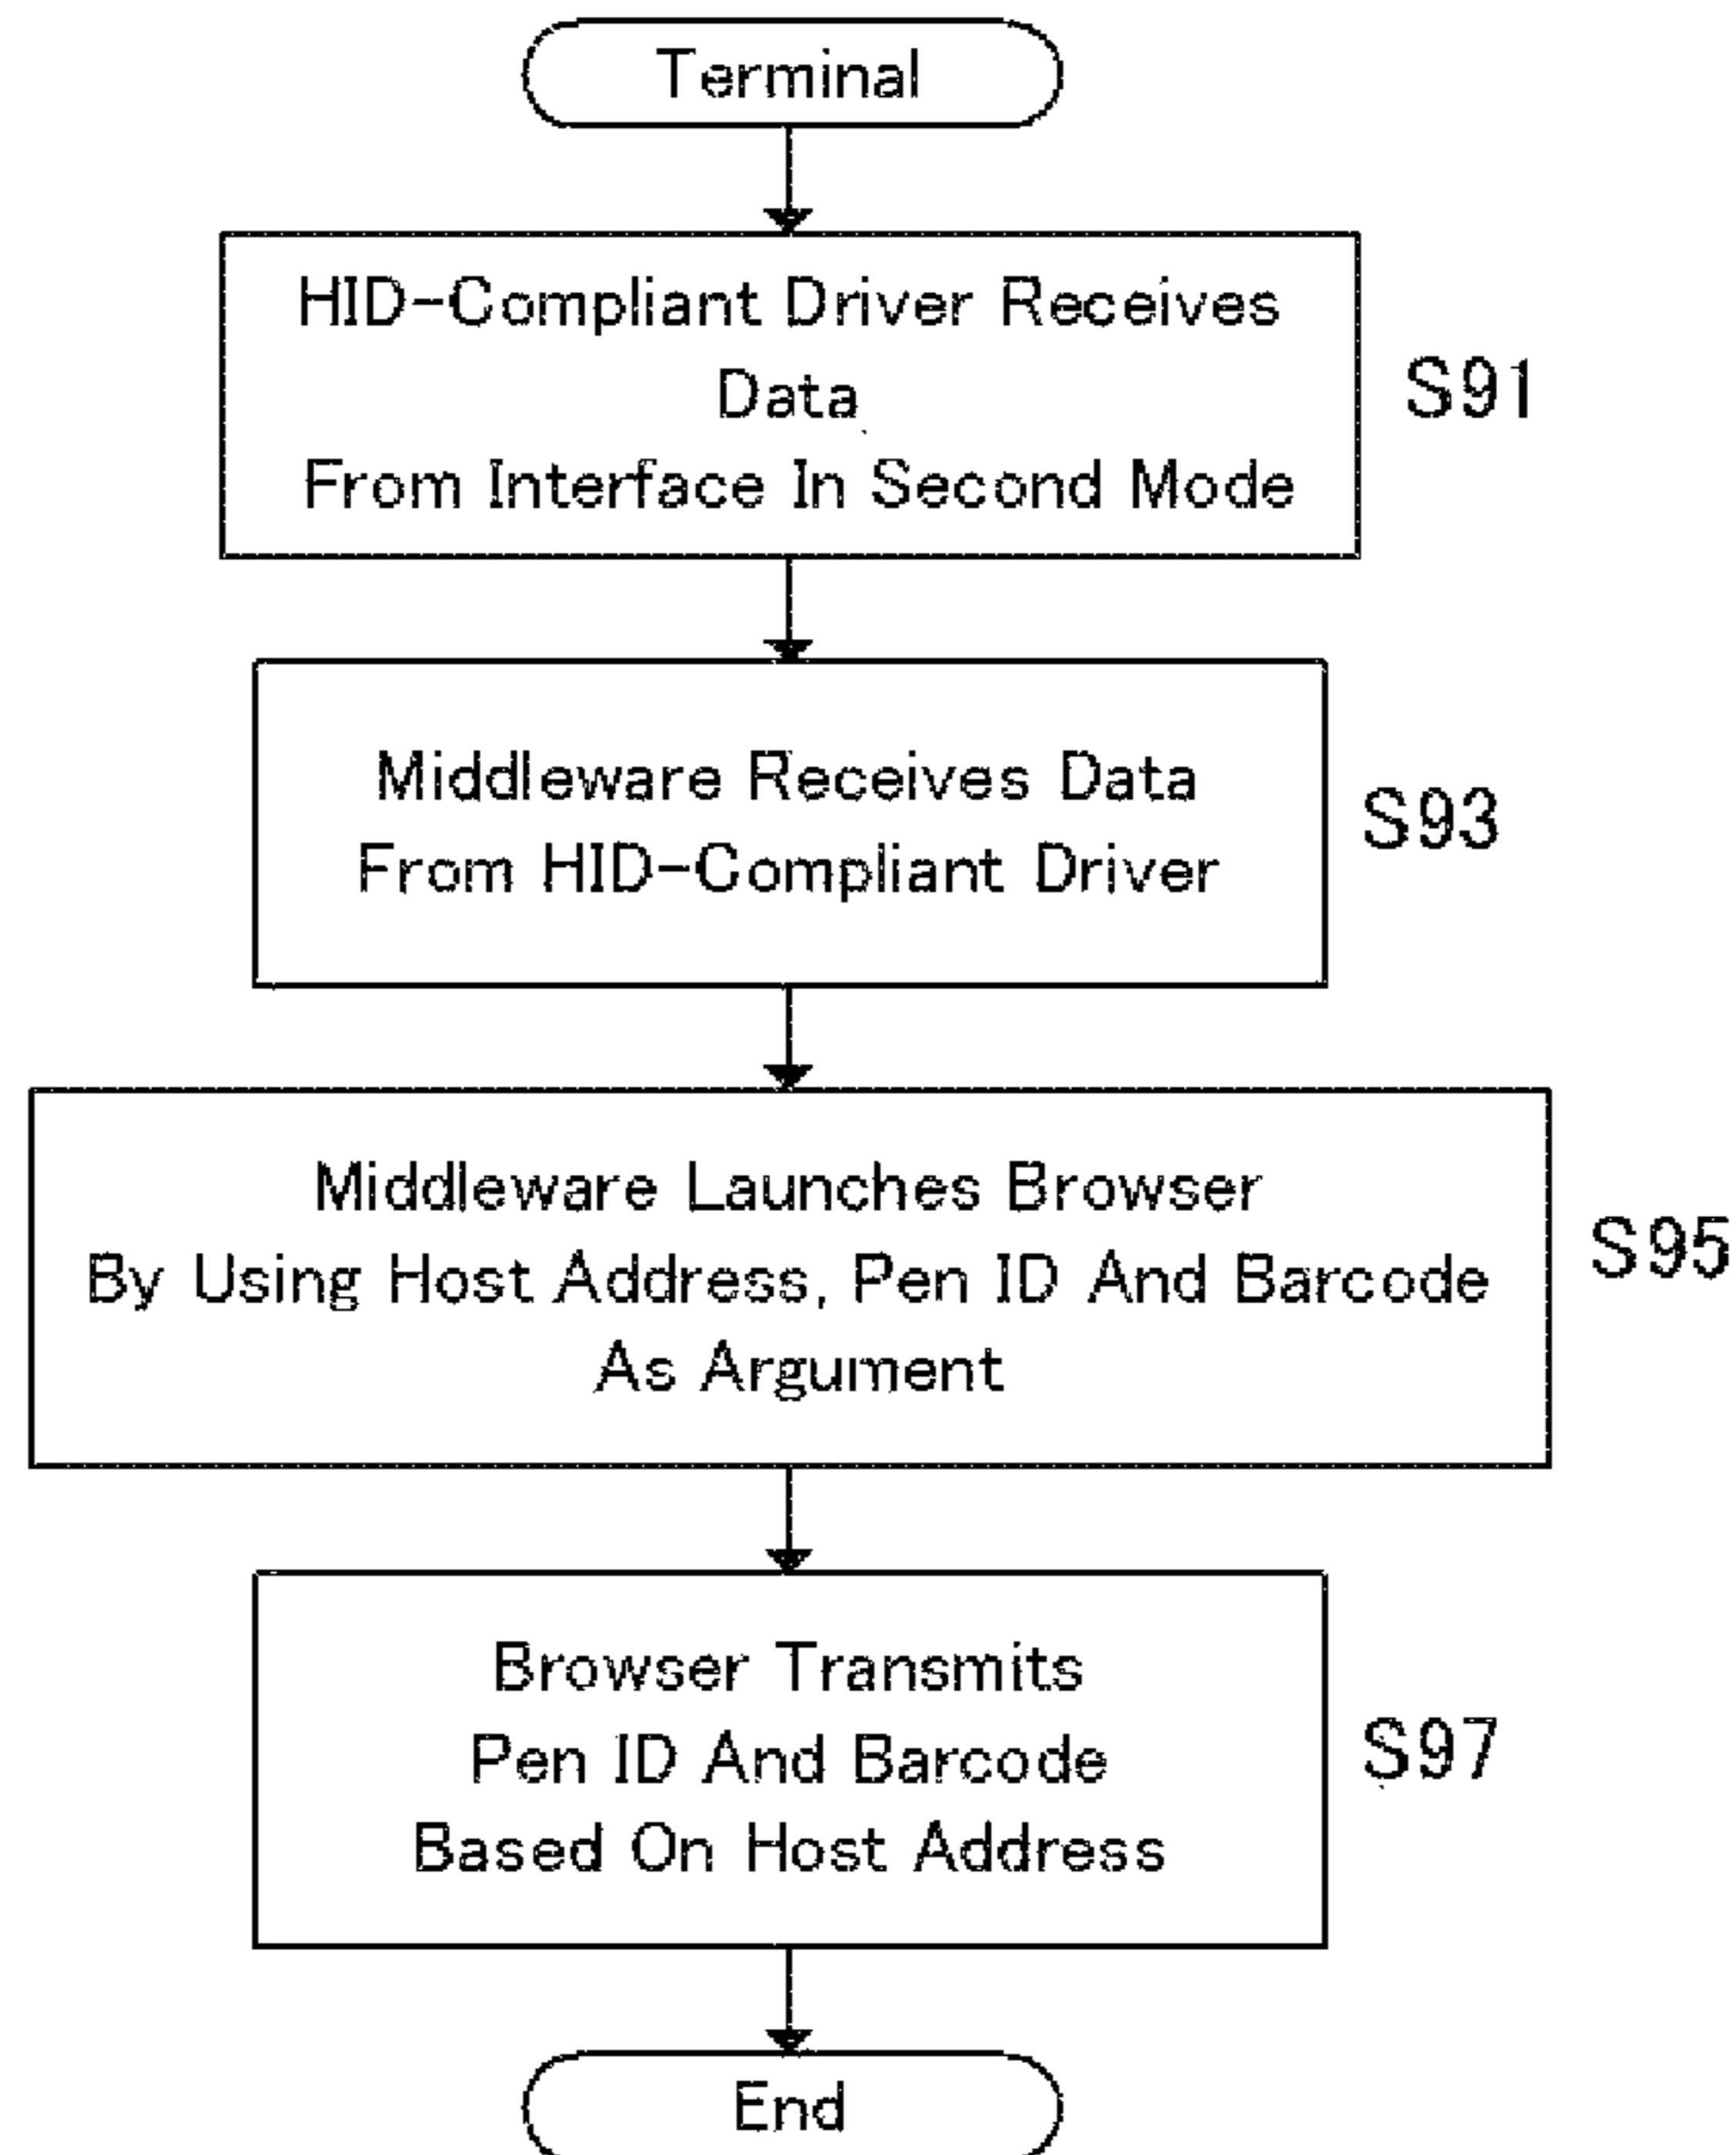 Terminal
HID-Compliant Driver Receives
Data
From Interface In Second Mode
S91
Middleware Receives Data
From HID-Compliant Driver
S93
Middleware Launches Browser
By Using Host Address, Pen ID And Barcode
As Argument
S95
Browser Transmits
Pen ID And Barcode
Based On Host Address
S97
End